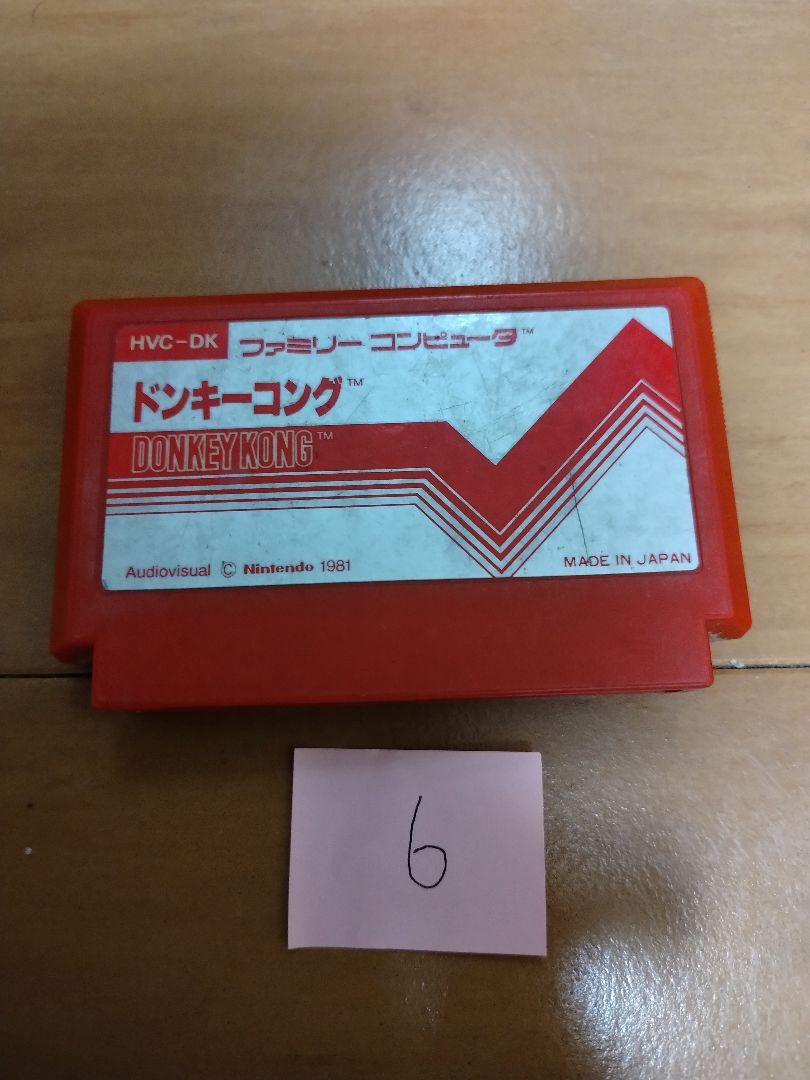 HVC-DK ファミリー コンピュータ™
ドンキーコング™
DONKEY KONG™
Audiovisual © Nintendo 1981
MADE IN JAPAN
6